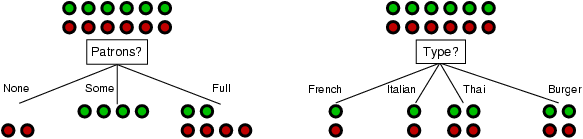 Patrons?
None Some Full
Type?
French Italian Thai Burger